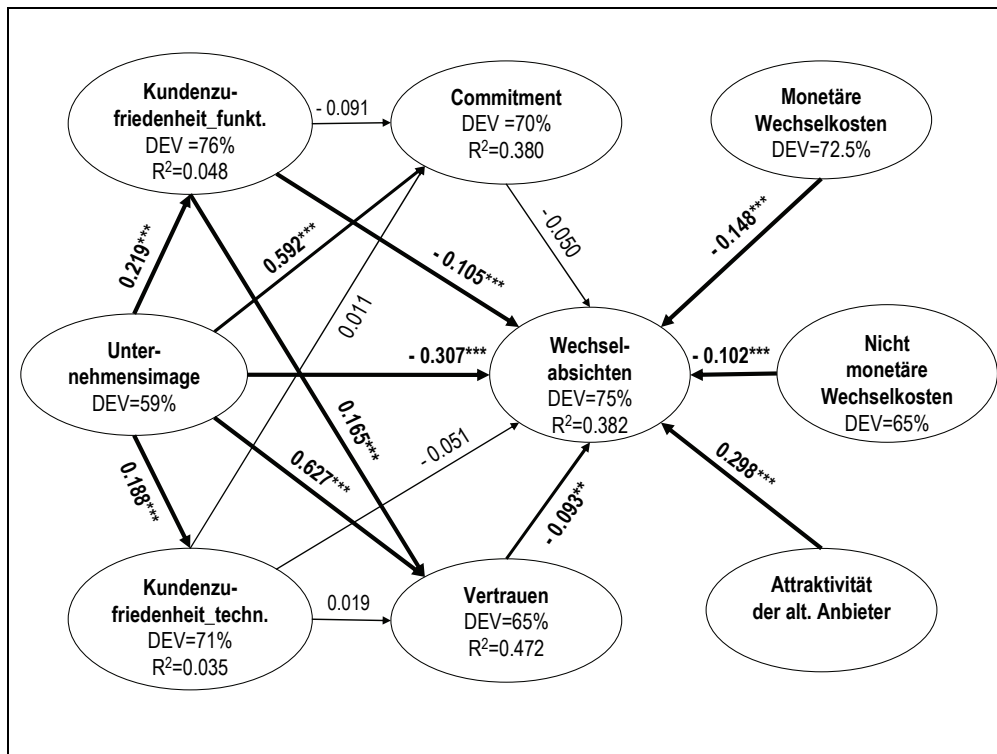 Kundenzu-
friedenheit_funkt.
DEV =76%
R²=0.048
- 0.091
Commitment
DEV =70%
R²=0.380
Monetäre
Wechselkosten
DEV=72.5%
0.219***
0.592***
0.011
- 0.105***
- 0.050
- 0.148***
Unter-
nehmensimage
DEV=59%
- 0.307***
Wechsel-
absichten
DEV=75%
R²=0.382
- 0.102***
Nicht
monetäre
Wechselkosten
DEV=65%
0.188***
0.627***
0.165***
- 0.051
- 0.093**
0.298***
Kundenzu-
friedenheit_techn.
DEV=71%
R²=0.035
0.019
Vertrauen
DEV=65%
R²=0.472
Attraktivität
der alt. Anbieter